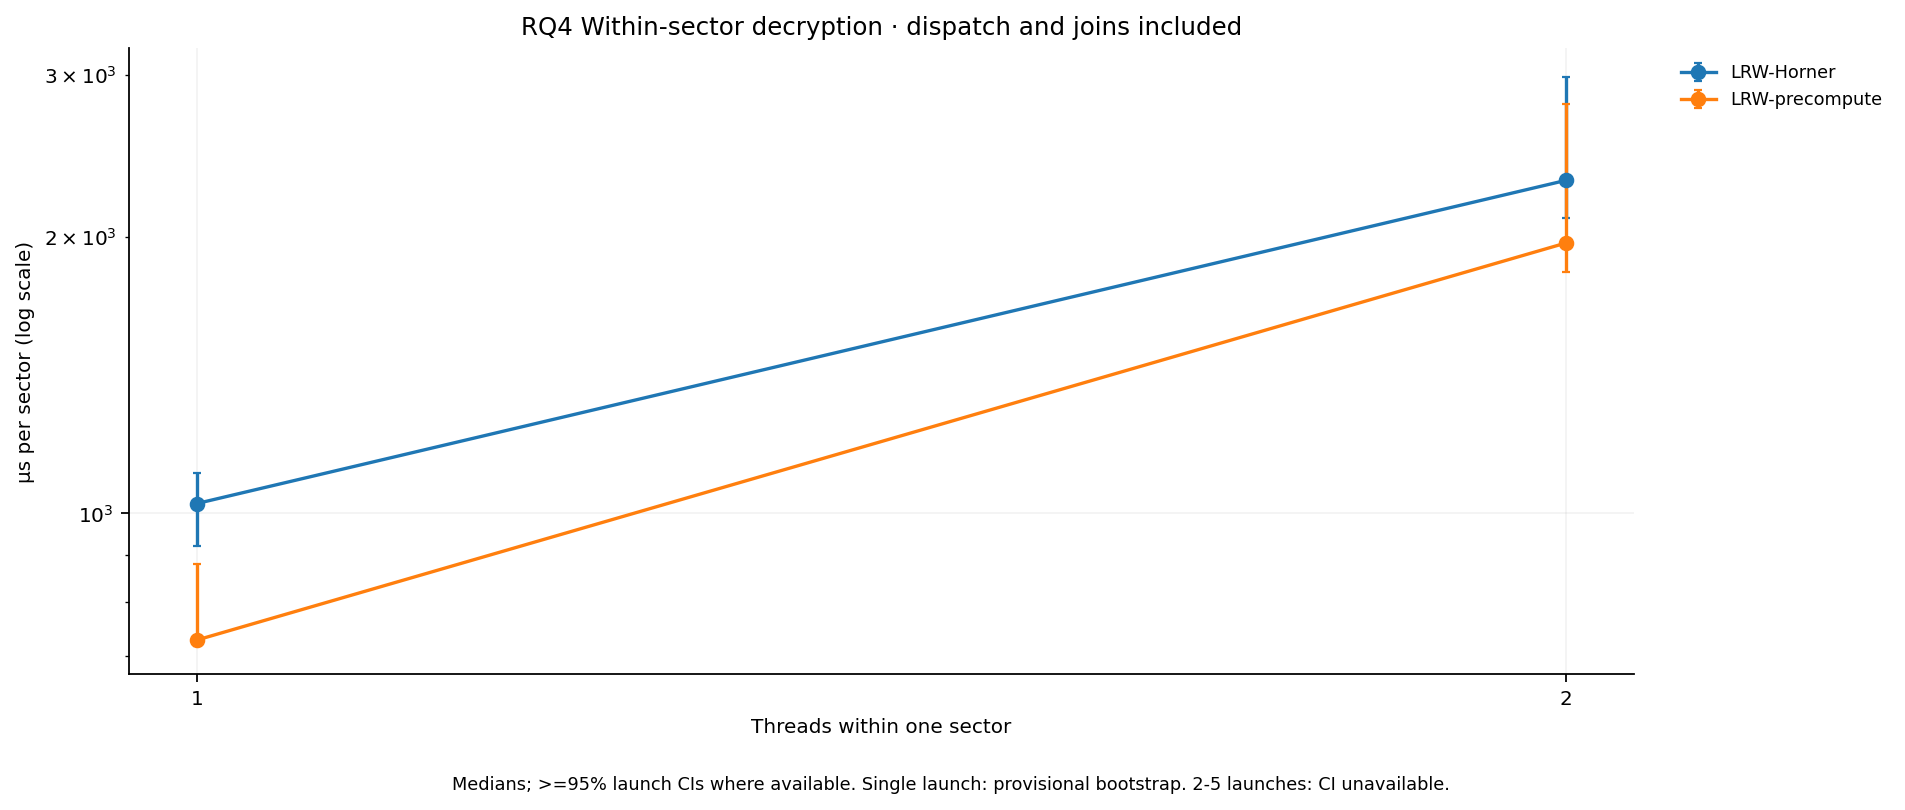 RQ4 Within-sector decryption · dispatch and joins included
µs per sector (log scale)
3 × 10³
2 × 10³
10³
1
2
Threads within one sector
LRW-Horner
LRW-precompute
Medians; >=95% launch CIs where available. Single launch: provisional bootstrap. 2-5 launches: CI unavailable.